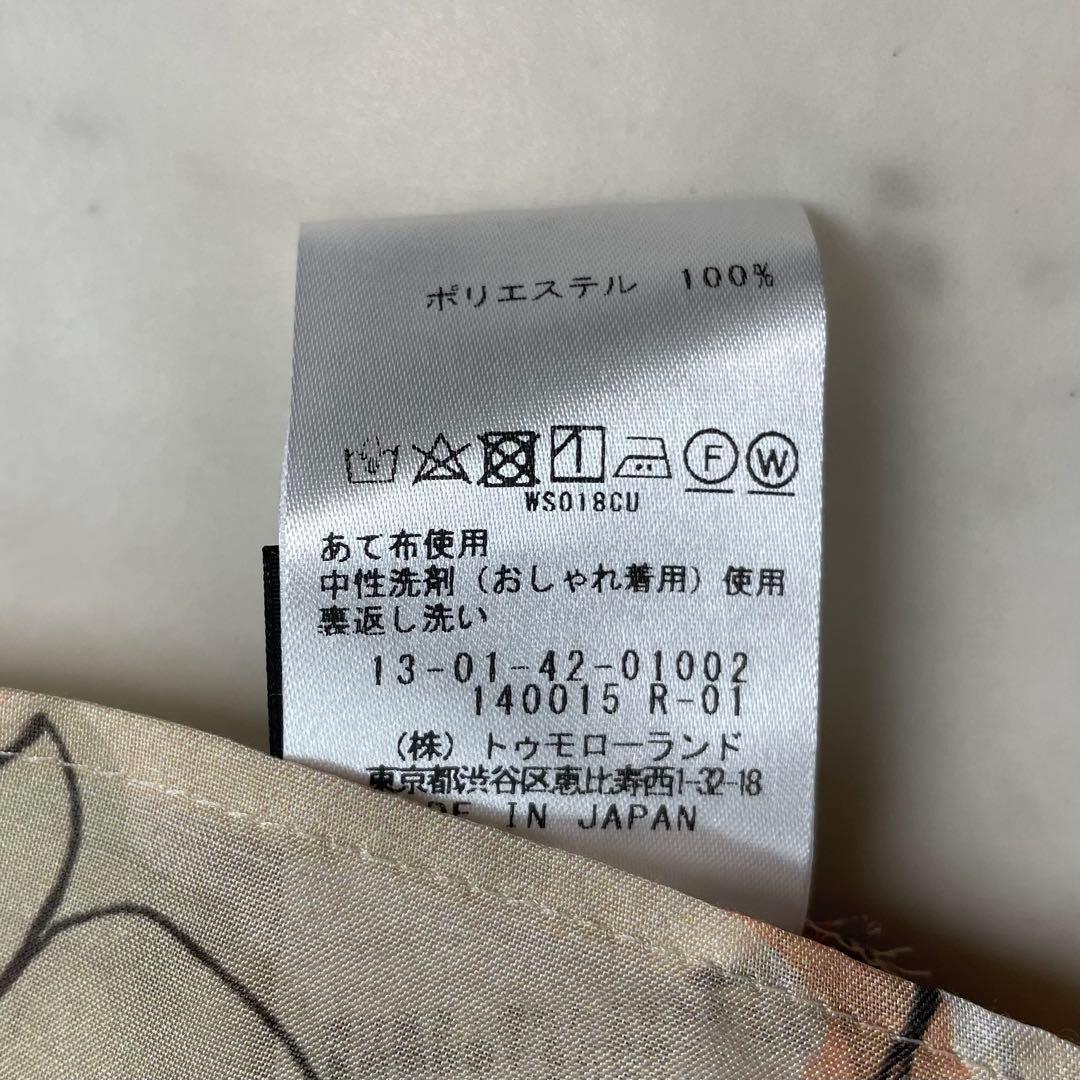 ポリエステル 100%
F W
WS018CU
あて布使用
中性洗剤（おしゃれ着用）使用
裏返し洗い
13-01-42-01002
140015 R-01
（株）トゥモローランド
東京都渋谷区恵比寿西1-32-18
DE IN JAPAN